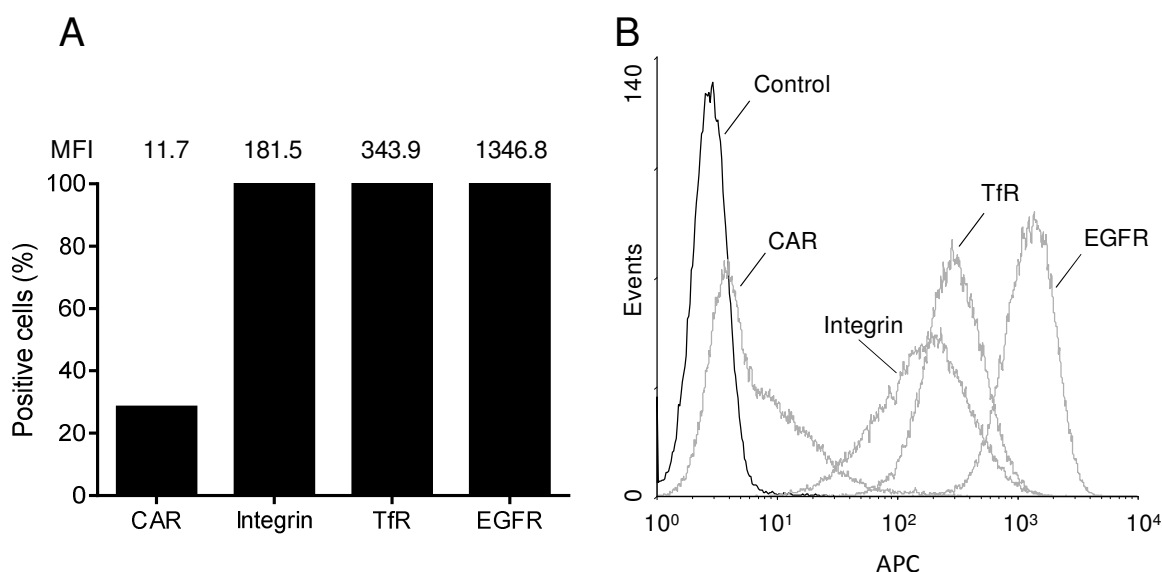 A
MFI 11.7 181.5 343.9 1346.8
Positive cells (%)
100
80
60
40
20
0
CAR Integrin TfR EGFR
B
140
Events
0
Control
TfR
CAR
EGFR
Integrin
10⁰ 10¹ 10² 10³ 10⁴
APC